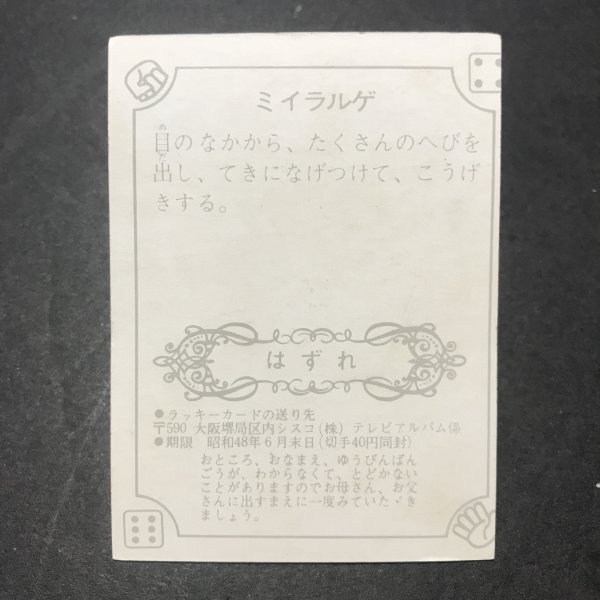 ミイラルゲ
目のなかから、たくさんのへびを
出し、てきになげつけて、こうげ
きする。
はずれ
●ラッキーカードの送り先
〒590 大阪堺局区内シスコ(株) テレビアルバム係
●期限 昭和48年6月末日(切手40円同封)
おところ、おなまえ、ゆうびんばん
ごうが、わからなくて、とどかない
ことがありますのでお母さん、お父
さんに出すまえに一度みていたゞき
ましょう。